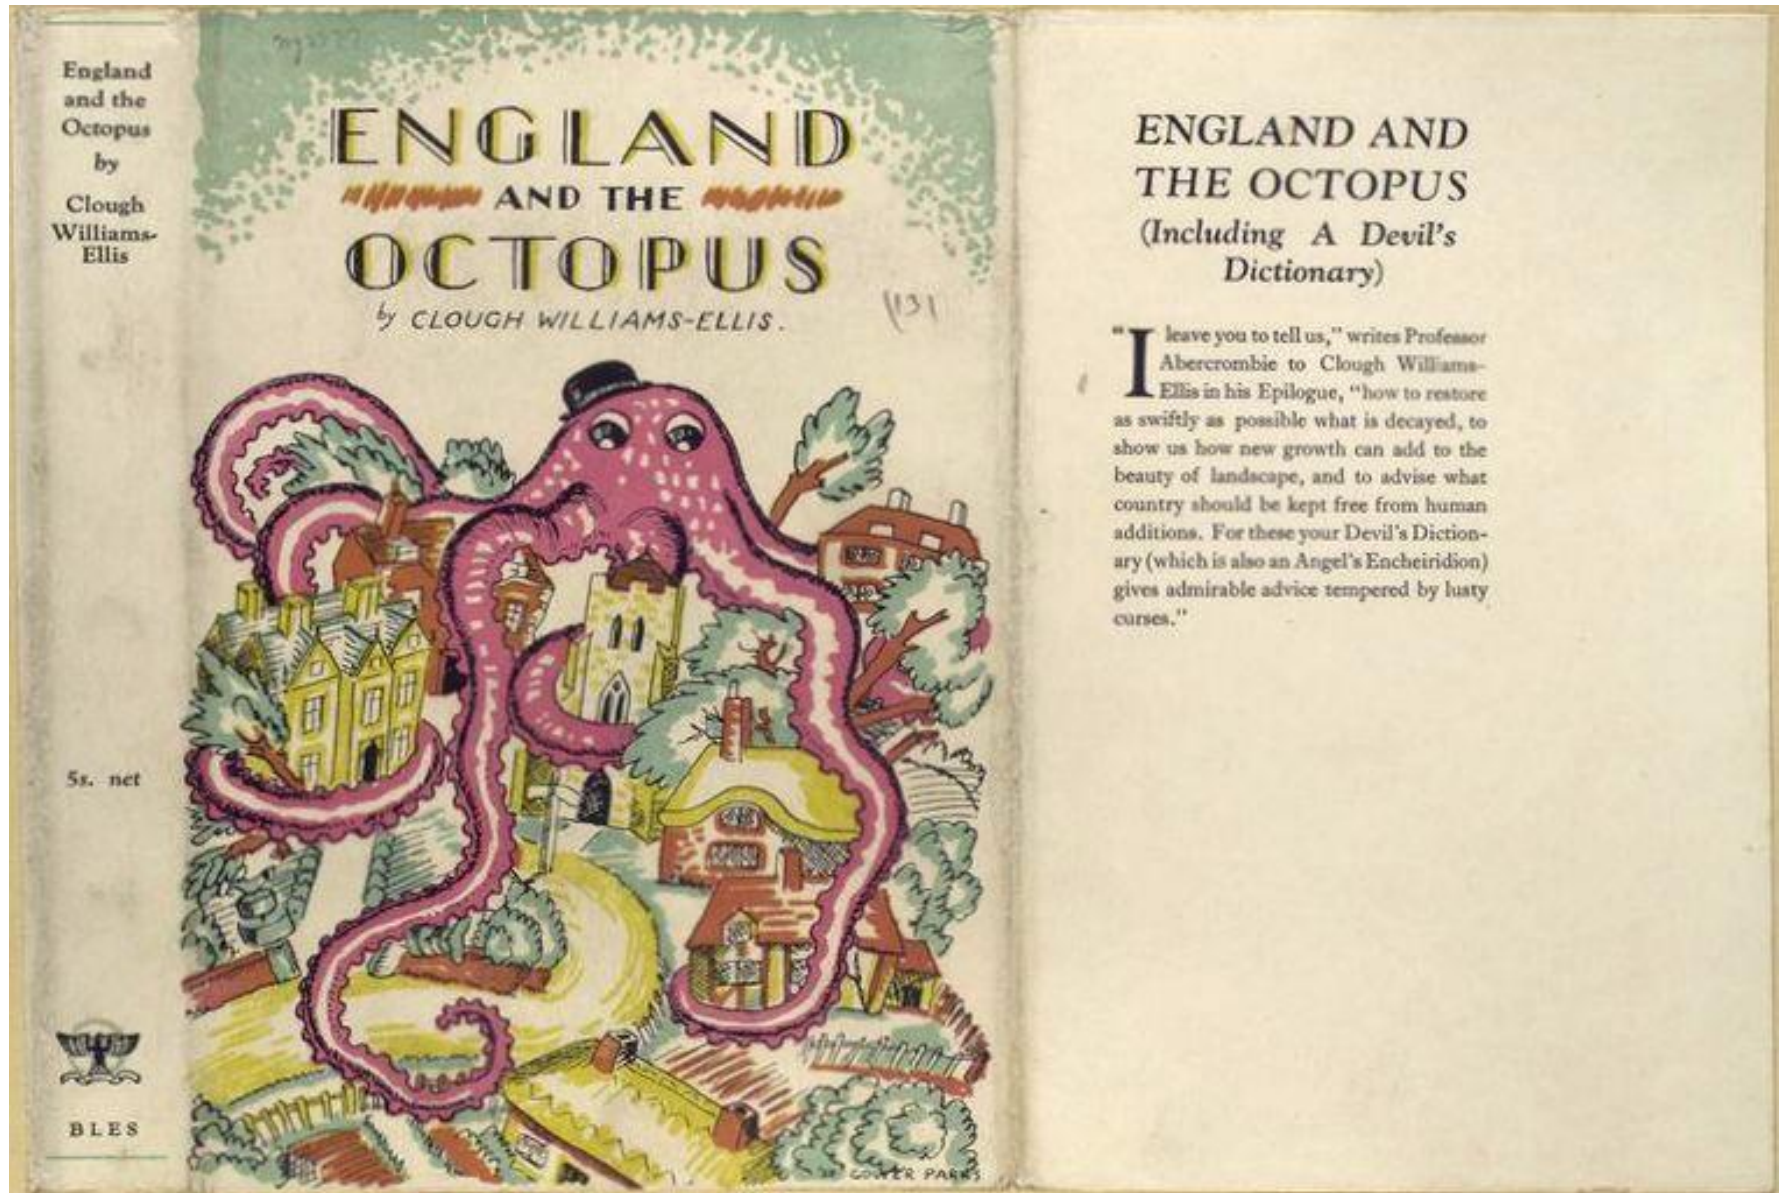 England
and the
Octopus
by
Clough
Williams-
Ellis
5s. net
BLES
ENGLAND
AND THE
OCTOPUS
by CLOUGH WILLIAMS-ELLIS.
1131
GOWER PARKS
ENGLAND AND
THE OCTOPUS
(Including A Devil's
Dictionary)
"I leave you to tell us," writes Professor
Abercrombie to Clough Williams-
Ellis in his Epilogue, "how to restore
as swiftly as possible what is decayed, to
show us how new growth can add to the
beauty of landscape, and to advise what
country should be kept free from human
additions. For these your Devil's Diction-
ary (which is also an Angel's Encheiridion)
gives admirable advice tempered by lusty
curses."